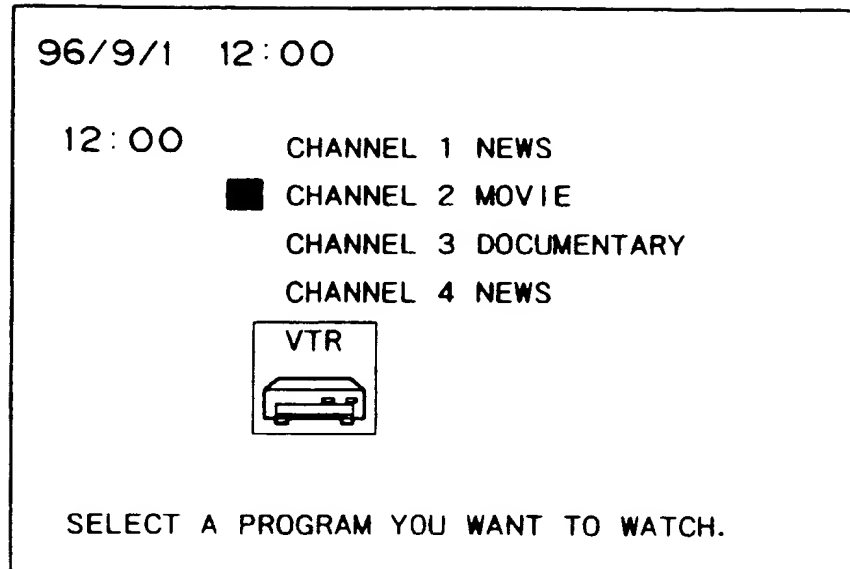 96/9/1 12:00
12:00 CHANNEL 1 NEWS
CHANNEL 2 MOVIE
CHANNEL 3 DOCUMENTARY
CHANNEL 4 NEWS
VTR
SELECT A PROGRAM YOU WANT TO WATCH.